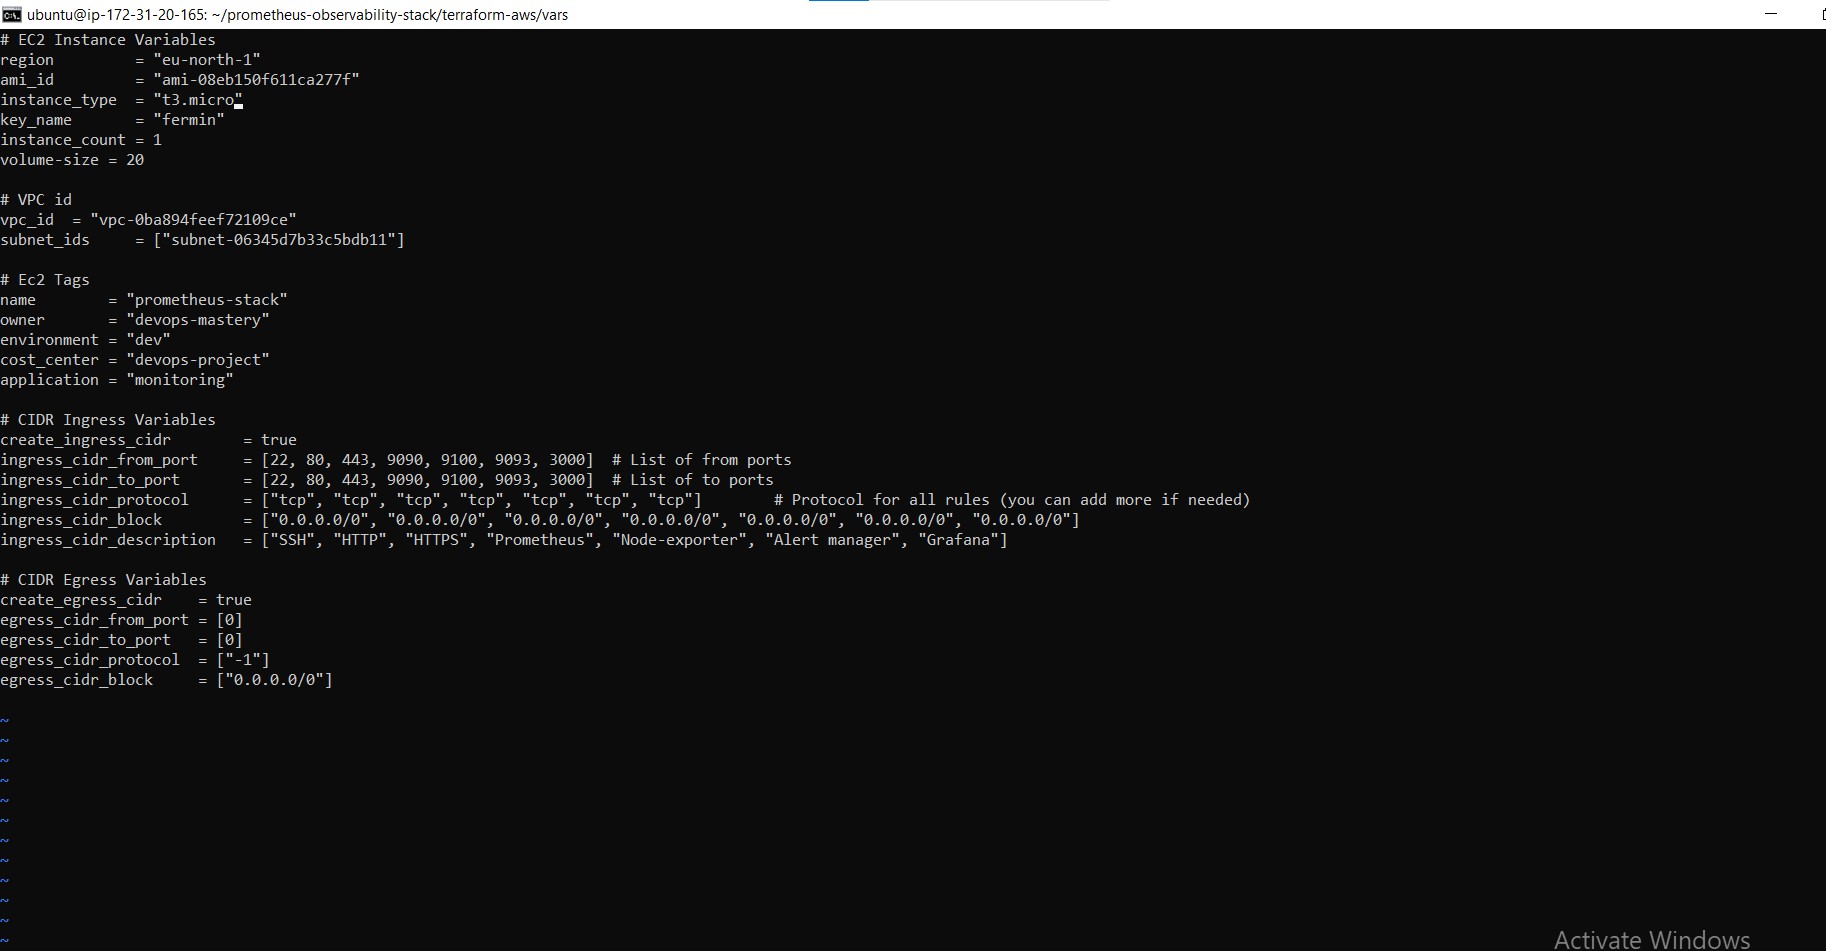 ubuntu@ip-172-31-20-165: ~/prometheus-observability-stack/terraform-aws/vars
# EC2 Instance Variables
region         = "eu-north-1"
ami_id         = "ami-08eb150f611ca277f"
instance_type  = "t3.micro"
key_name       = "fermin"
instance_count = 1
volume-size = 20

# VPC id
vpc_id  = "vpc-0ba894feef72109ce"
subnet_ids     = ["subnet-06345d7b33c5bdb11"]

# Ec2 Tags
name        = "prometheus-stack"
owner       = "devops-mastery"
environment = "dev"
cost_center = "devops-project"
application = "monitoring"

# CIDR Ingress Variables
create_ingress_cidr        = true
ingress_cidr_from_port     = [22, 80, 443, 9090, 9100, 9093, 3000]  # List of from ports
ingress_cidr_to_port       = [22, 80, 443, 9090, 9100, 9093, 3000]  # List of to ports
ingress_cidr_protocol      = ["tcp", "tcp", "tcp", "tcp", "tcp", "tcp", "tcp"]        # Protocol for all rules (you can add more if needed)
ingress_cidr_block         = ["0.0.0.0/0", "0.0.0.0/0", "0.0.0.0/0", "0.0.0.0/0", "0.0.0.0/0", "0.0.0.0/0", "0.0.0.0/0"]
ingress_cidr_description   = ["SSH", "HTTP", "HTTPS", "Prometheus", "Node-exporter", "Alert manager", "Grafana"]

# CIDR Egress Variables
create_egress_cidr    = true
egress_cidr_from_port = [0]
egress_cidr_to_port   = [0]
egress_cidr_protocol  = ["-1"]
egress_cidr_block     = ["0.0.0.0/0"]

~
~
~
~
~
~
~
~
~
~
~
~
Activate Windows